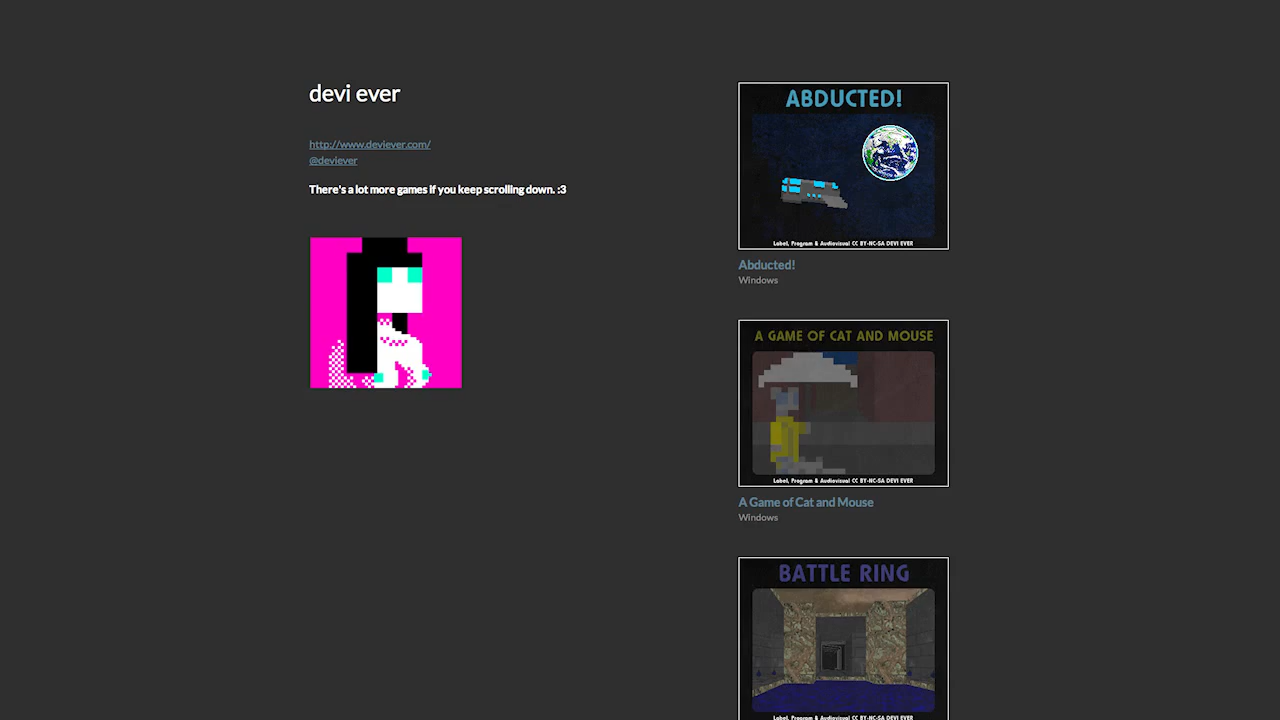 devi ever
http://www.deviever.com/
@deviever
There's a lot more games if you keep scrolling down. :3
ABDUCTED!
Label, Program & Audiovisual CC BY-NC-SA DEVI EVER
Abducted!
Windows
A GAME OF CAT AND MOUSE
Label, Program & Audiovisual CC BY-NC-SA DEVI EVER
A Game of Cat and Mouse
Windows
BATTLE RING
Label, Program & Audiovisual CC BY-NC-SA DEVI EVER